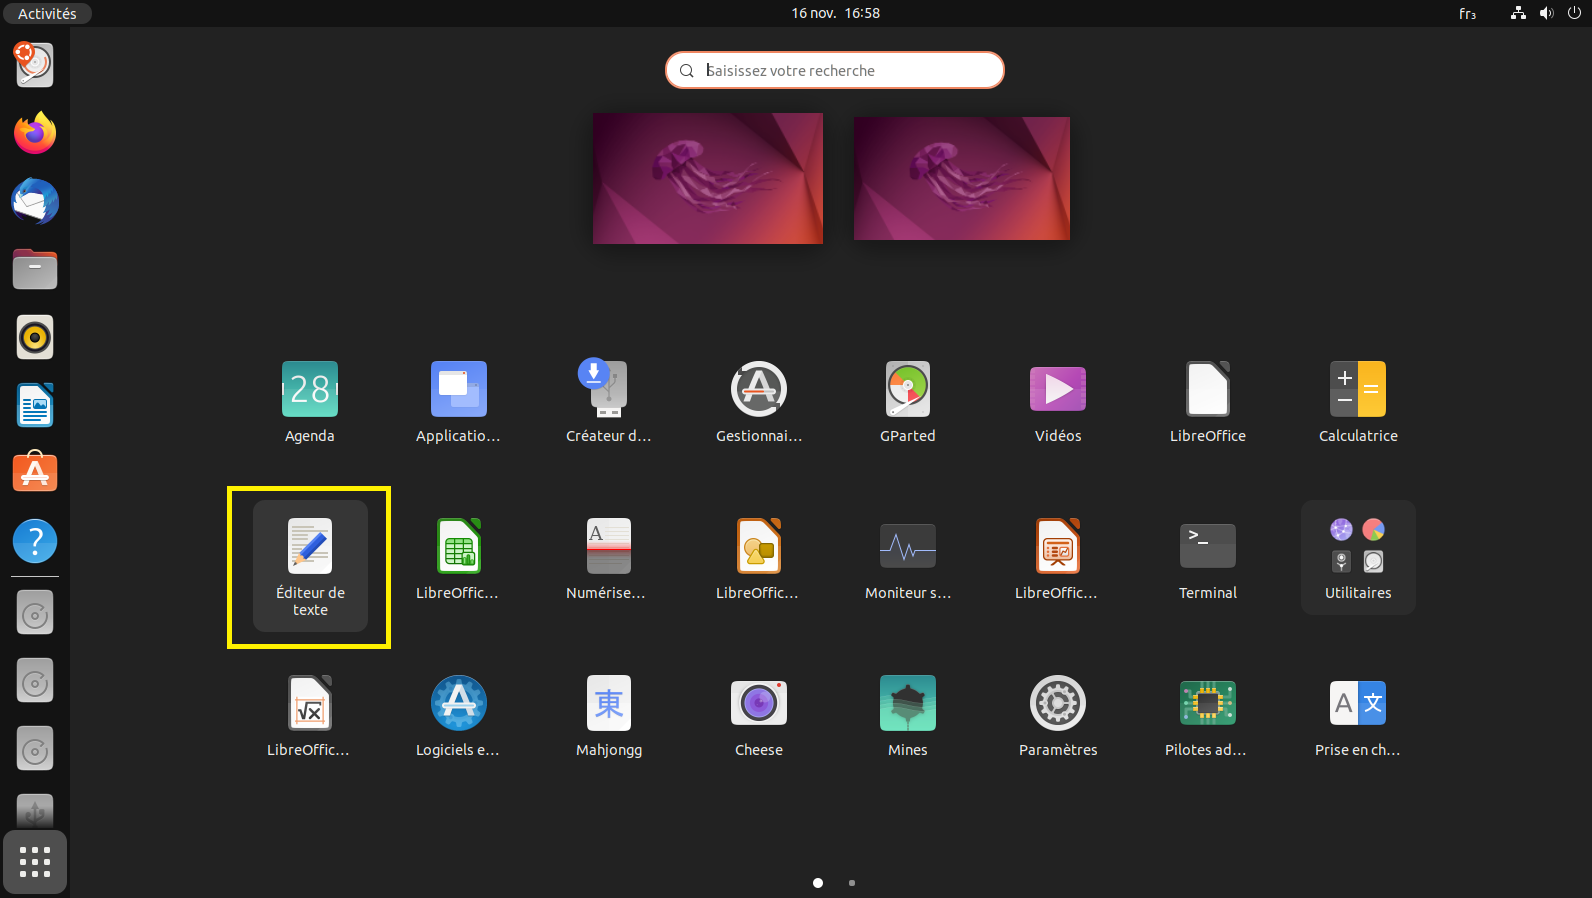 Activités
16 nov. 16:58
fr₃
Saisissez votre recherche
28
Agenda
Applicatio...
Créateur d...
Gestionnai...
GParted
Vidéos
LibreOffice
Calculatrice
A
>_
Éditeur de
texte
LibreOffic...
Numérise...
LibreOffic...
Moniteur s...
LibreOffic...
Terminal
Utilitaires
√x
東
A 文
LibreOffic...
Logiciels e...
Mahjongg
Cheese
Mines
Paramètres
Pilotes ad...
Prise en ch...
?